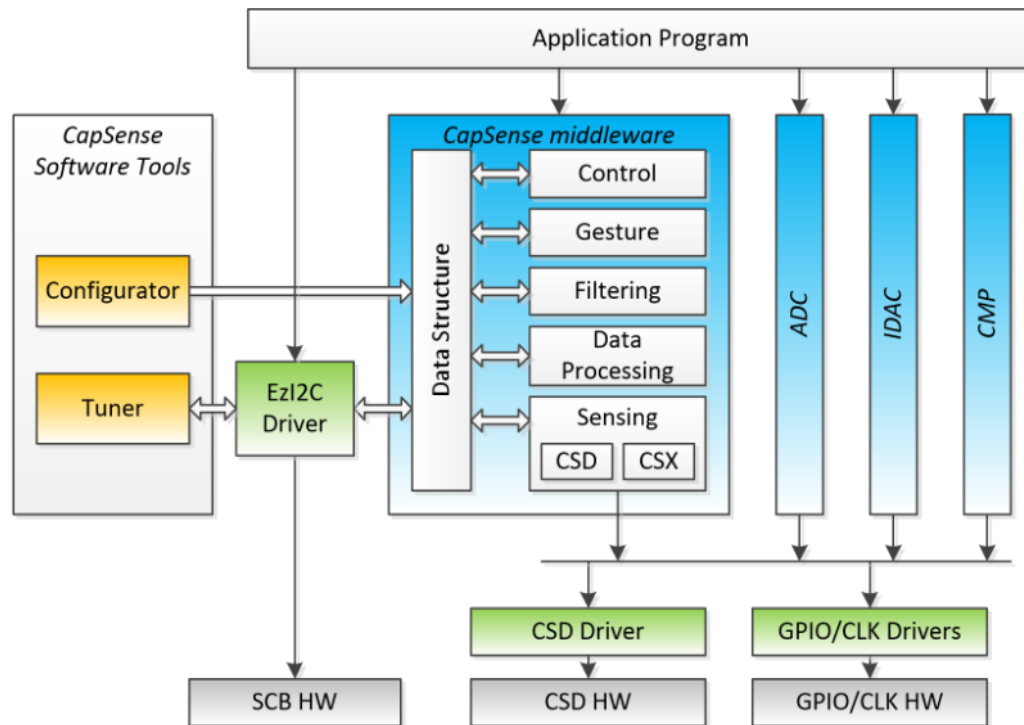 Application Program
CapSense
Software Tools
Configurator
Tuner
EzI2C
Driver
CapSense middleware
Data Structure
Control
Gesture
Filtering
Data
Processing
Sensing
CSD
CSX
ADC
IDAC
CMP
CSD Driver
GPIO/CLK Drivers
SCB HW
CSD HW
GPIO/CLK HW